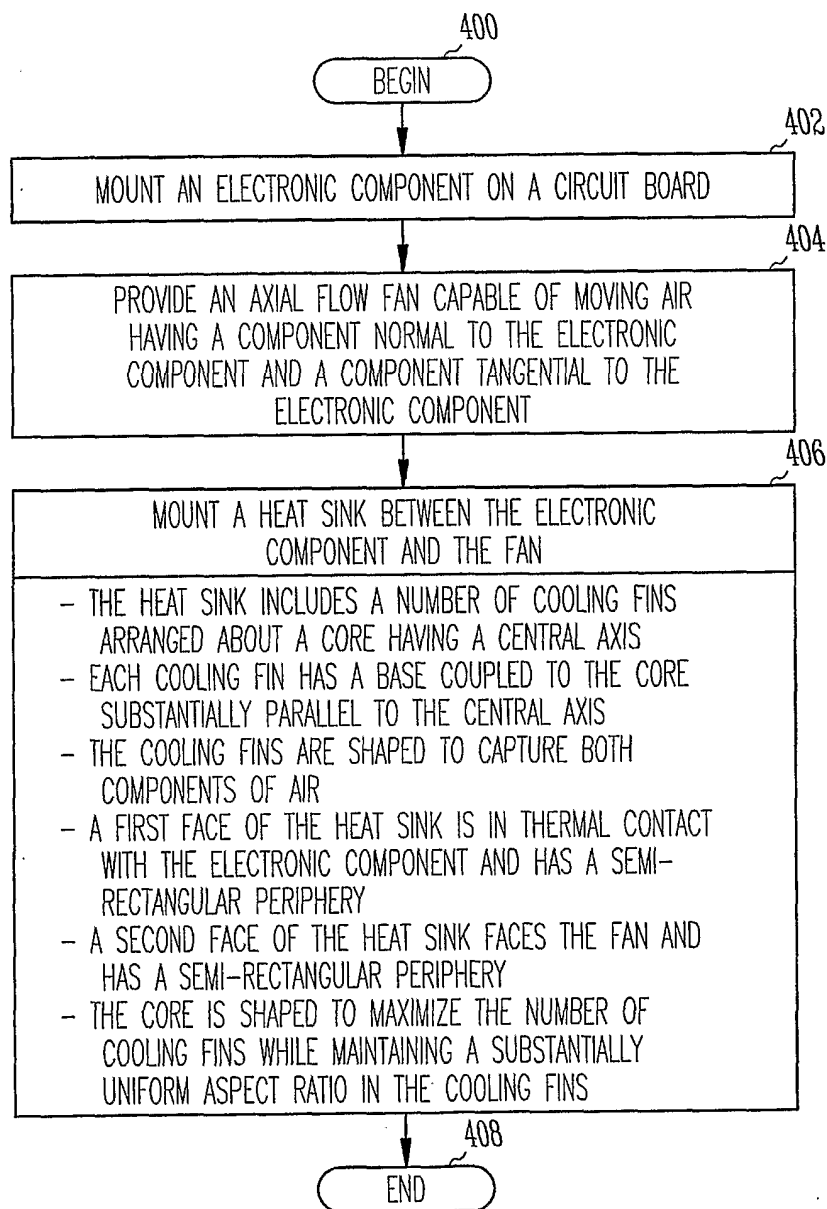 400
BEGIN
402
MOUNT AN ELECTRONIC COMPONENT ON A CIRCUIT BOARD
404
PROVIDE AN AXIAL FLOW FAN CAPABLE OF MOVING AIR
HAVING A COMPONENT NORMAL TO THE ELECTRONIC
COMPONENT AND A COMPONENT TANGENTIAL TO THE
ELECTRONIC COMPONENT
406
MOUNT A HEAT SINK BETWEEN THE ELECTRONIC
COMPONENT AND THE FAN
- THE HEAT SINK INCLUDES A NUMBER OF COOLING FINS
ARRANGED ABOUT A CORE HAVING A CENTRAL AXIS
- EACH COOLING FIN HAS A BASE COUPLED TO THE CORE
SUBSTANTIALLY PARALLEL TO THE CENTRAL AXIS
- THE COOLING FINS ARE SHAPED TO CAPTURE BOTH
COMPONENTS OF AIR
- A FIRST FACE OF THE HEAT SINK IS IN THERMAL CONTACT
WITH THE ELECTRONIC COMPONENT AND HAS A SEMI-
RECTANGULAR PERIPHERY
- A SECOND FACE OF THE HEAT SINK FACES THE FAN AND
HAS A SEMI-RECTANGULAR PERIPHERY
- THE CORE IS SHAPED TO MAXIMIZE THE NUMBER OF
COOLING FINS WHILE MAINTAINING A SUBSTANTIALLY
UNIFORM ASPECT RATIO IN THE COOLING FINS
408
END